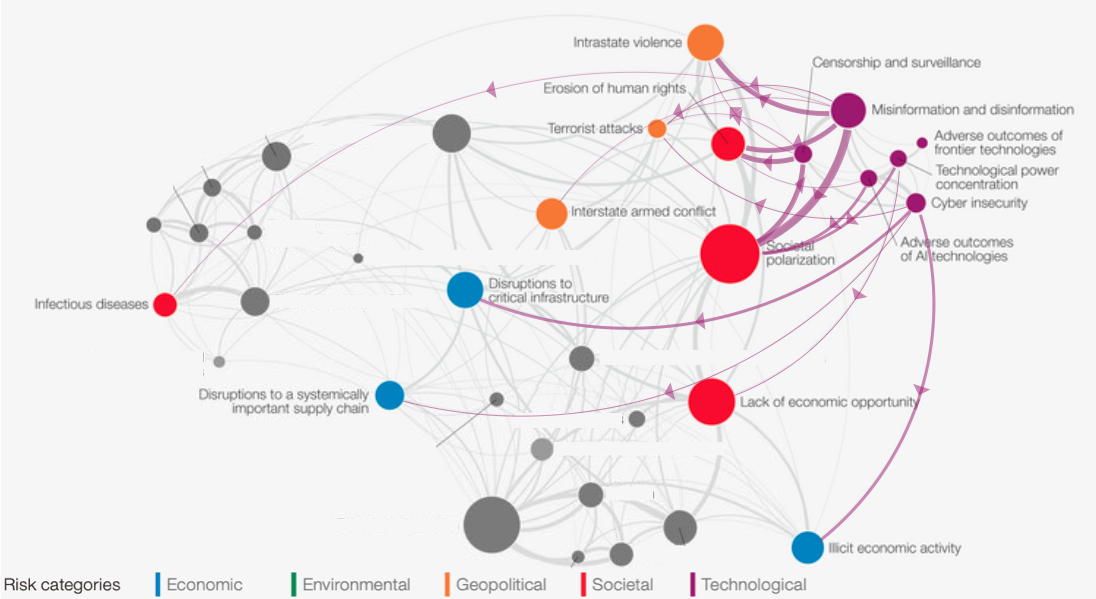 Intrastate violence
Censorship and surveillance
Erosion of human rights
Misinformation and disinformation
Terrorist attacks
Adverse outcomes of
frontier technologies
Technological power
concentration
Cyber insecurity
Interstate armed conflict
Societal
polarization
Adverse outcomes
of AI technologies
Disruptions to
critical infrastructure
Infectious diseases
Disruptions to a systemically
important supply chain
Lack of economic opportunity
Illicit economic activity
Risk categories
Economic
Environmental
Geopolitical
Societal
Technological